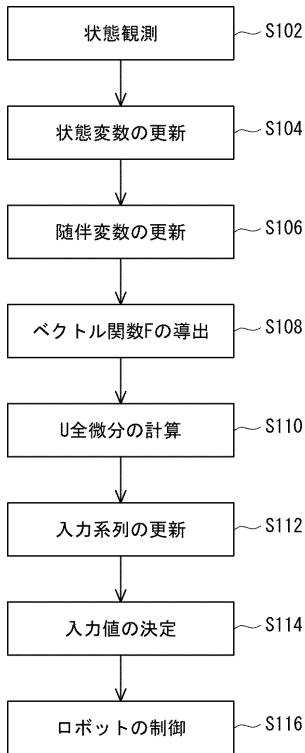 状態観測 S102
状態変数の更新 S104
随伴変数の更新 S106
ベクトル関数Fの導出 S108
U全微分の計算 S110
入力系列の更新 S112
入力値の決定 S114
ロボットの制御 S116